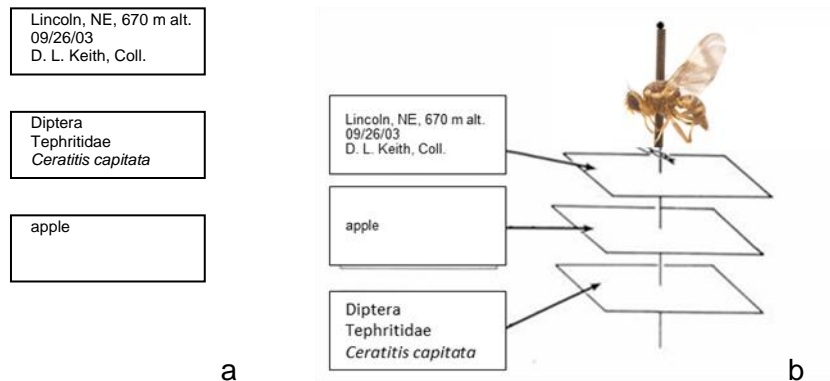 Lincoln, NE, 670 m alt.
09/26/03
D. L. Keith, Coll.
Diptera
Tephritidae
Ceratitis capitata
apple
a
Lincoln, NE, 670 m alt.
09/26/03
D. L. Keith, Coll.
apple
Diptera
Tephritidae
Ceratitis capitata
b